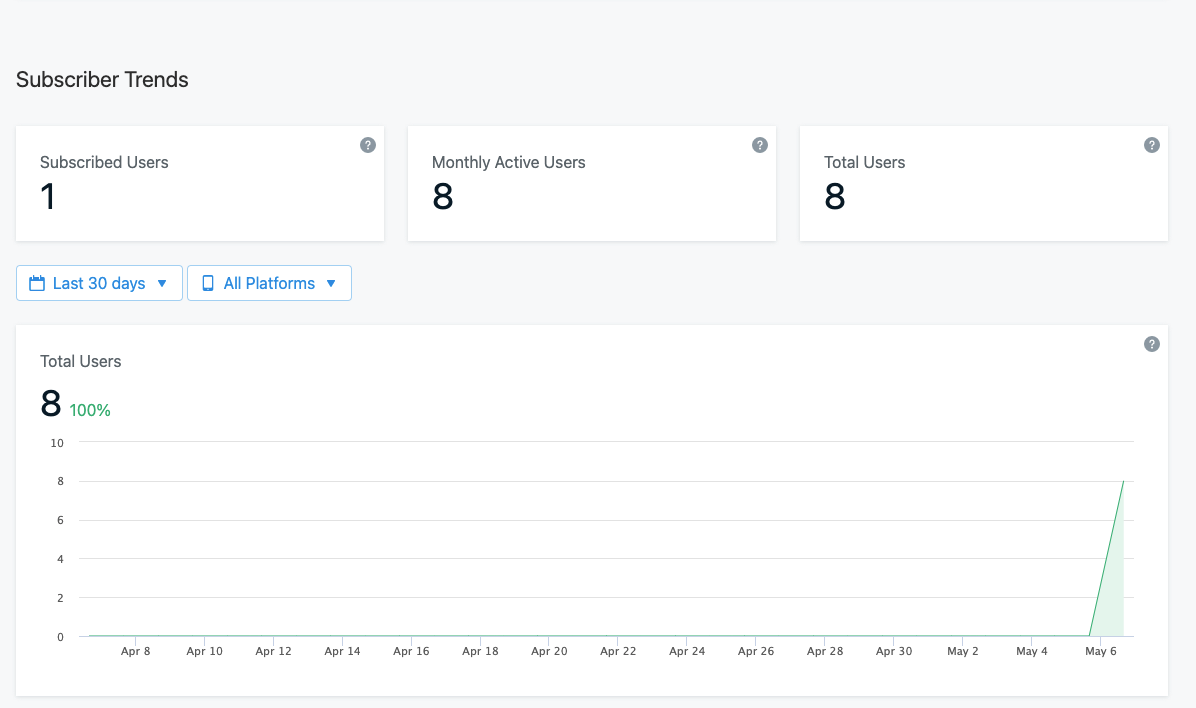 Subscriber Trends
?
?
?
Subscribed Users
Monthly Active Users
Total Users
1
8
8
Last 30 days
All Platforms
?
Total Users
8 100%
10
8
6
4
2
0
Apr 8 Apr 10 Apr 12 Apr 14 Apr 16 Apr 18 Apr 20 Apr 22 Apr 24 Apr 26 Apr 28 Apr 30 May 2 May 4 May 6